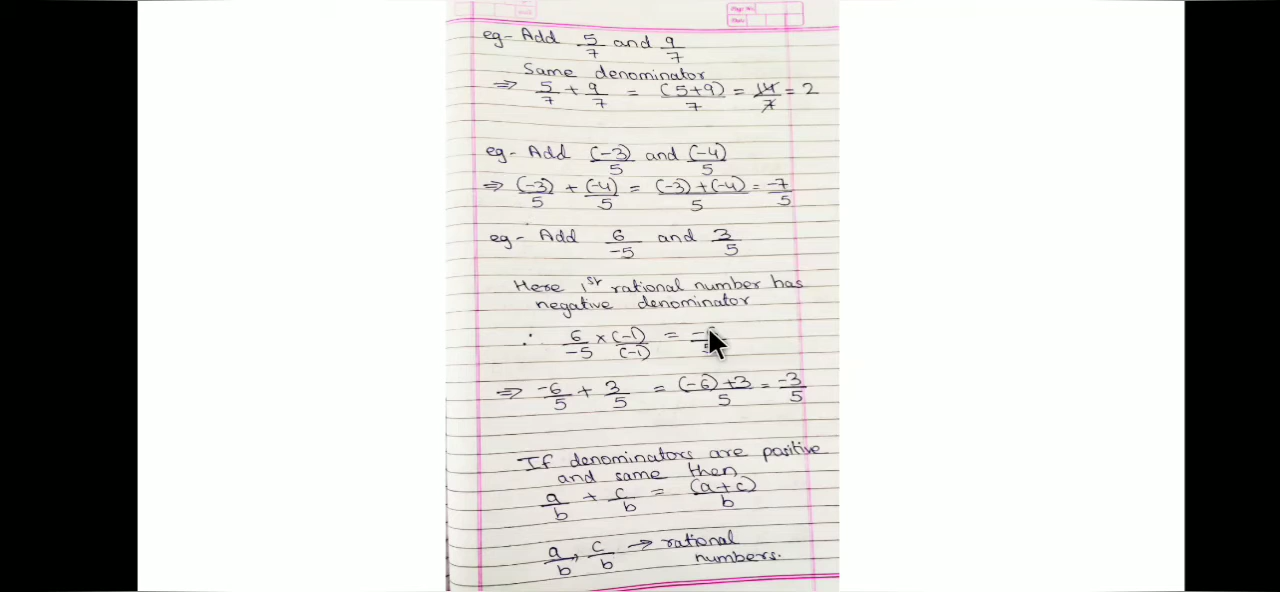 Page No.
Date
eg- Add 5/7 and 9/7
Same denominator
⇒ 5/7 + 9/7 = (5+9)/7 = 14/7 = 2
eg- Add (-3)/5 and (-4)/5
⇒ (-3)/5 + (-4)/5 = (-3)+(-4)/5 = -7/5
eg- Add 6/-5 and 3/5
Here 1st rational number has
negative denominator
∴ 6/-5 × (-1)/(-1) =
⇒ -6/5 + 3/5 = (-6)+3/5 = -3/5
If denominators are positive
and same then
a/b + c/b = (a+c)/b
a/b, c/b → rational
numbers.